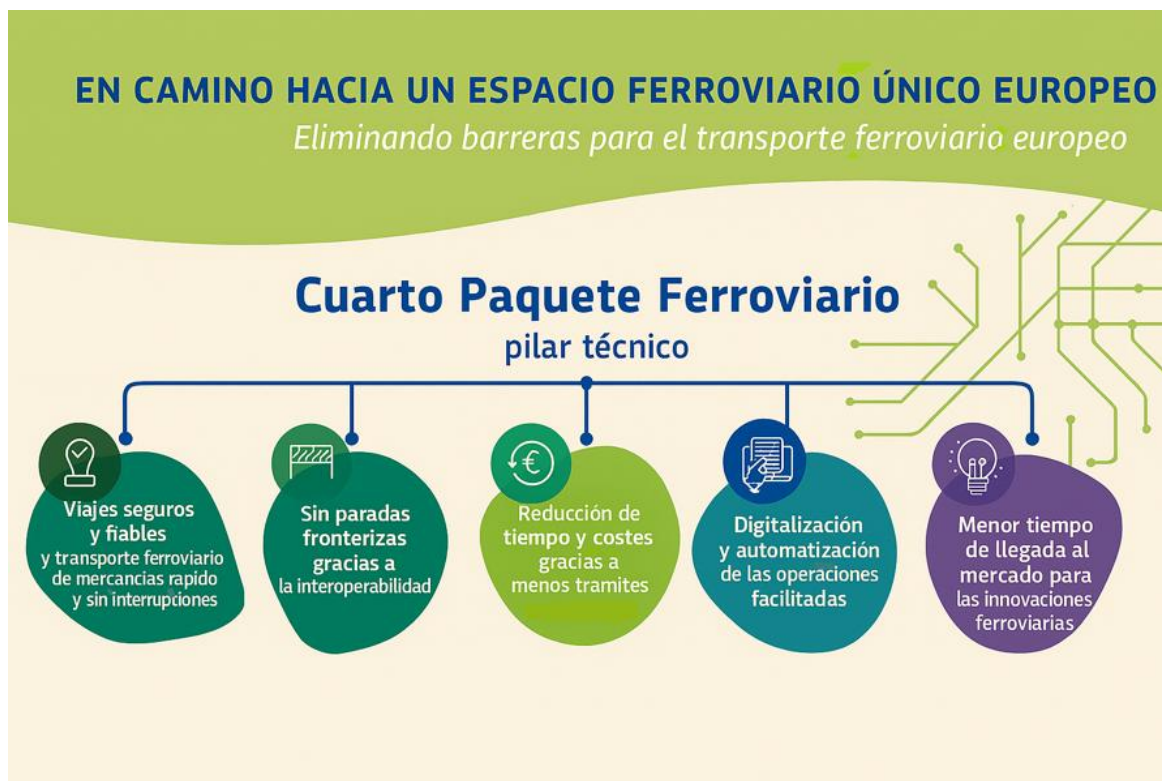 EN CAMINO HACIA UN ESPACIO FERROVIARIO ÚNICO EUROPEO
Eliminando barreras para el transporte ferroviario europeo
Cuarto Paquete Ferroviario
pilar técnico
Viajes seguros
y fiables
y transporte ferroviario
de mercancias rapido
y sin interrupciones
Sin paradas
fronterizas
gracias a
la interoperabilidad
Reducción de
tiempo y costes
gracias a
menos tramites
Digitalización
y automatización
de las operaciones
facilitadas
Menor tiempo
de llegada al
mercado para
las innovaciones
ferroviarias